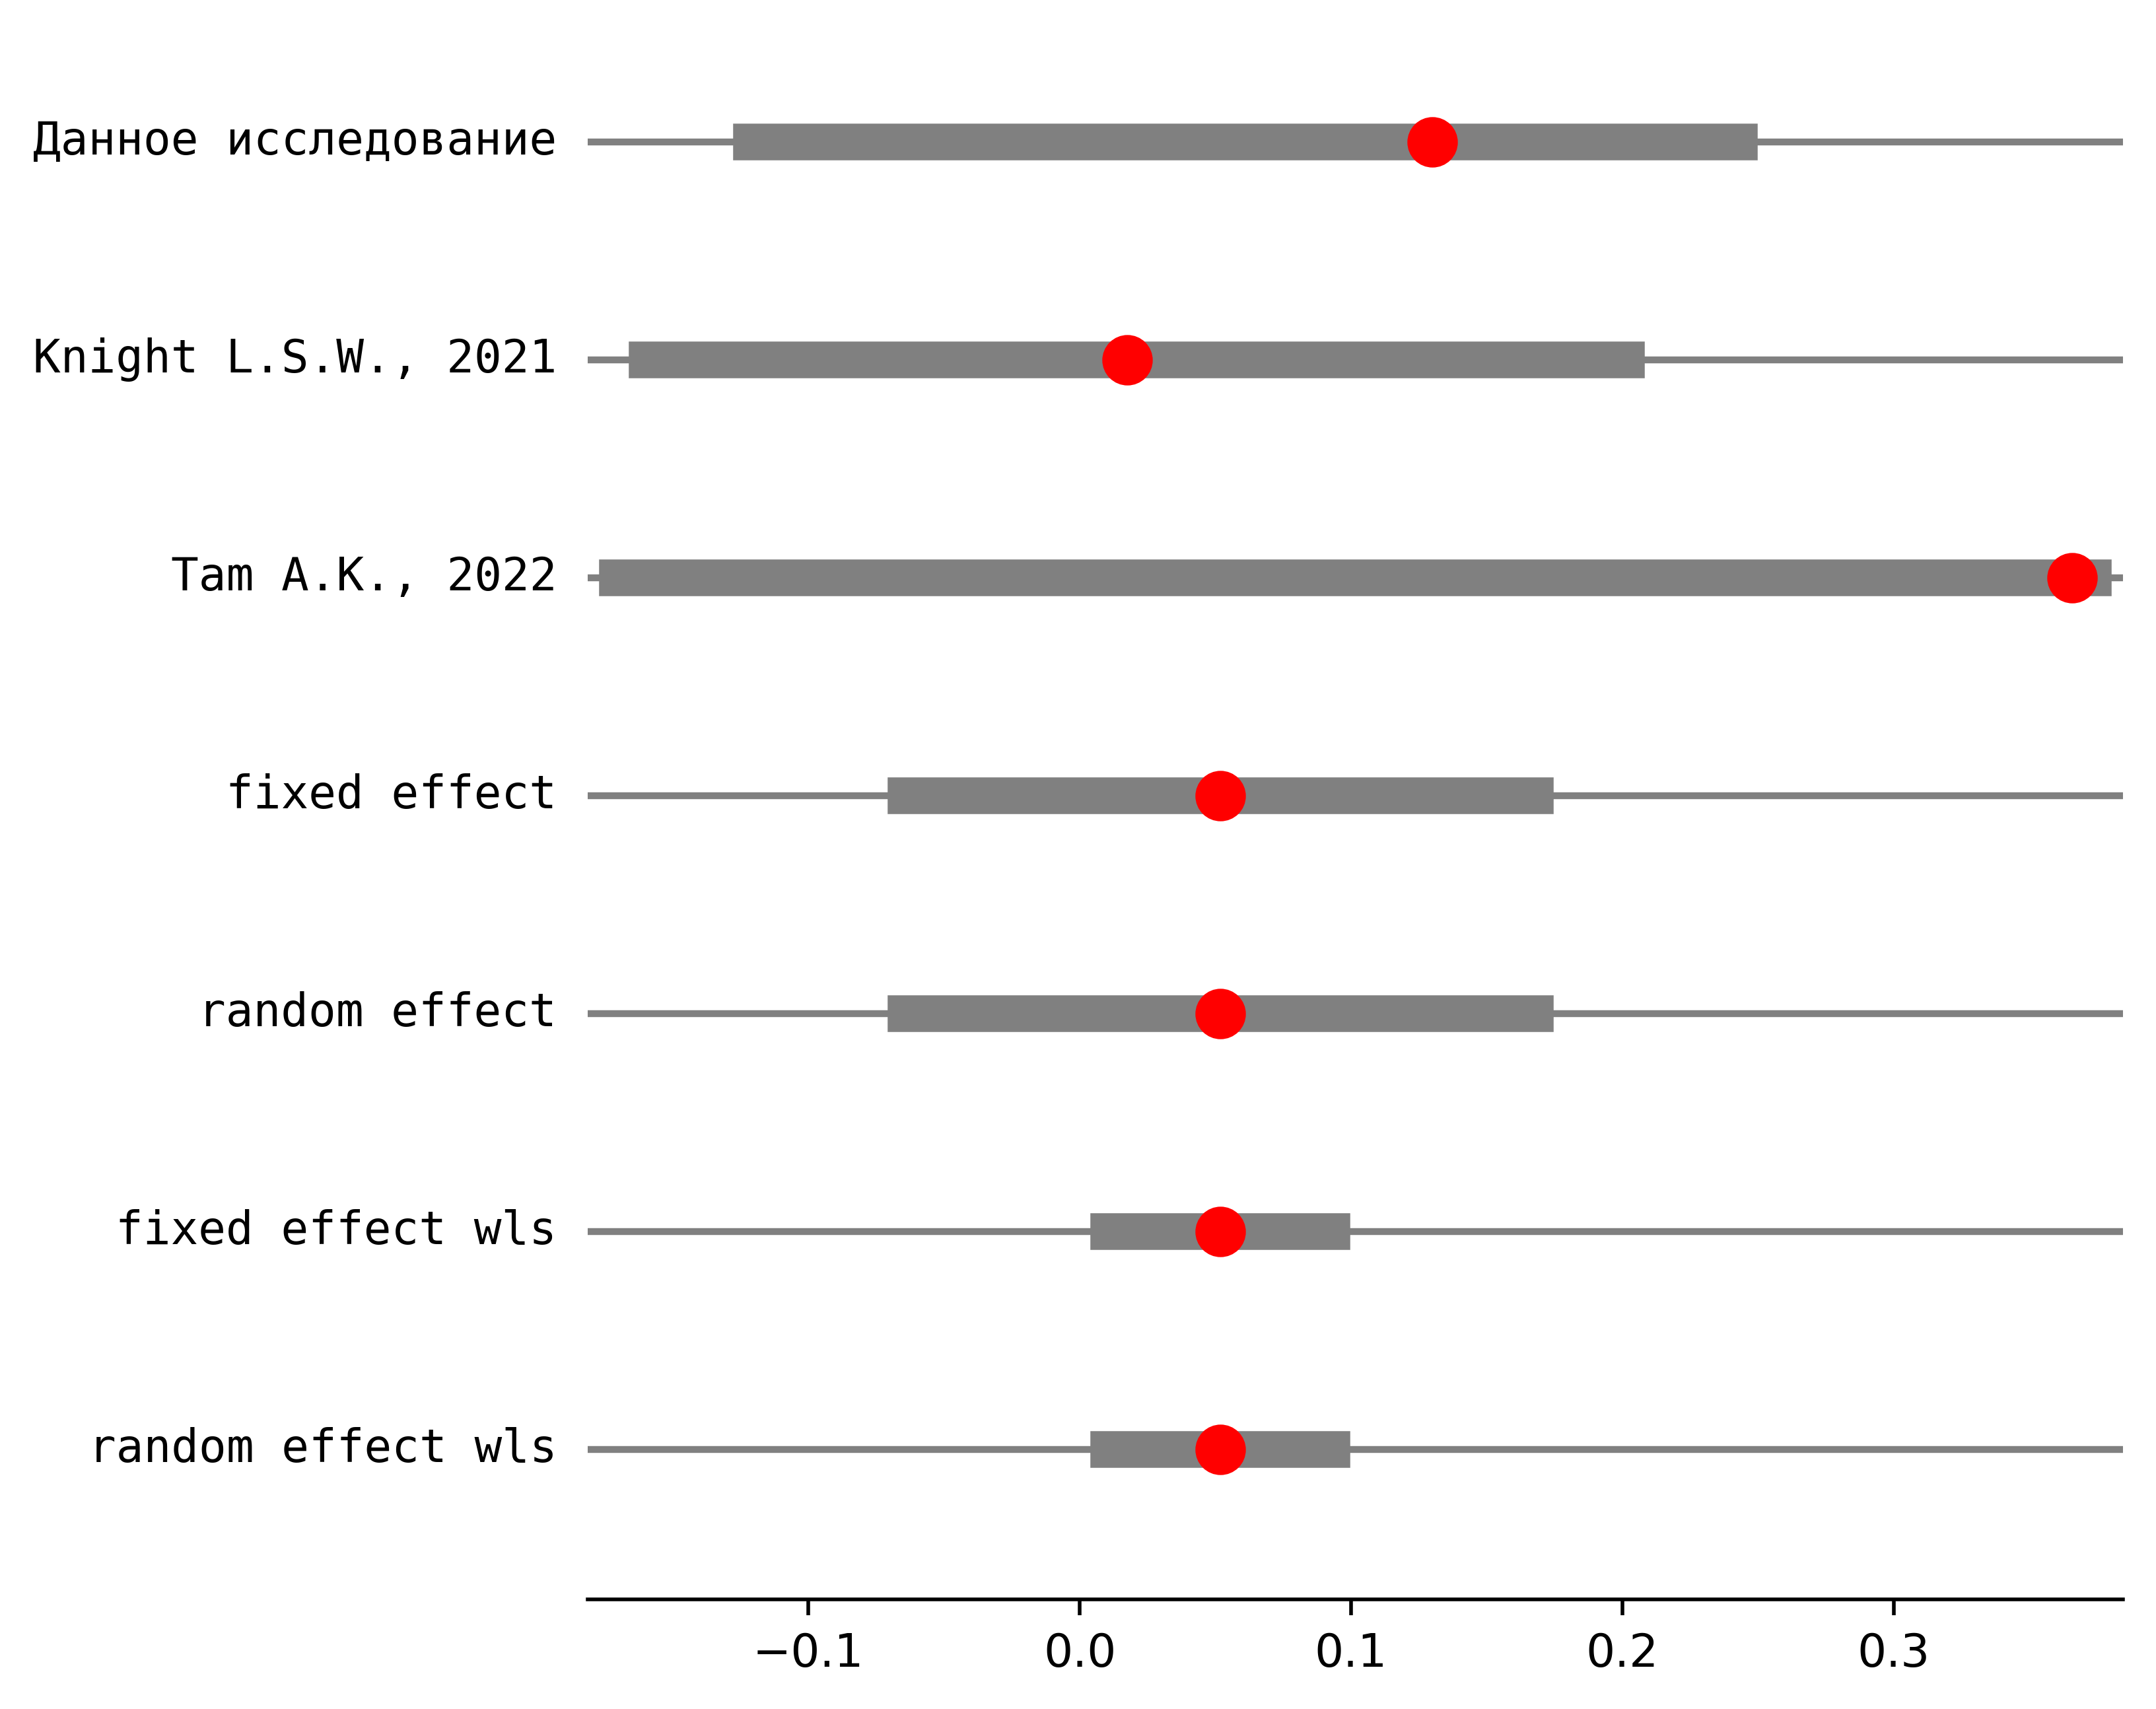 Данное исследование
Knight L.S.W., 2021
Tam A.K., 2022
fixed effect
random effect
fixed effect wls
random effect wls
−0.1 0.0 0.1 0.2 0.3